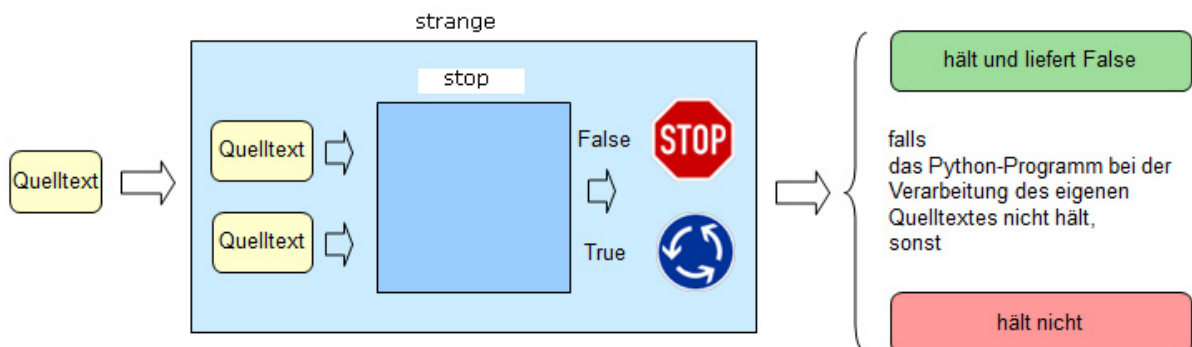 strange
stop
Quelltext
Quelltext
Quelltext
False
STOP
True
hält und liefert False
falls
das Python-Programm bei der
Verarbeitung des eigenen
Quelltextes nicht hält,
sonst
hält nicht